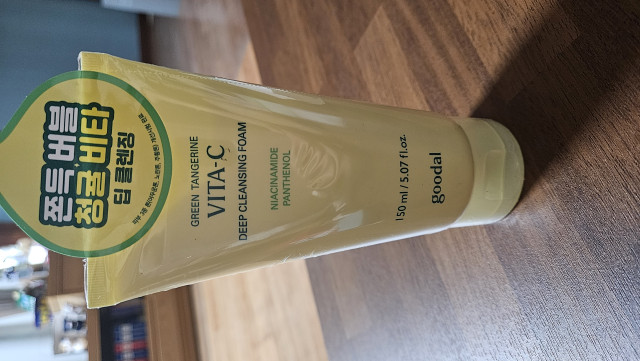 쫀득 버블
청귤 비타
딥 클렌징
GREEN TANGERINE
VITA-C
DEEP CLEANSING FOAM
NIACINAMIDE
PANTHENOL
150 ml / 5.07 fl.oz.
goodal